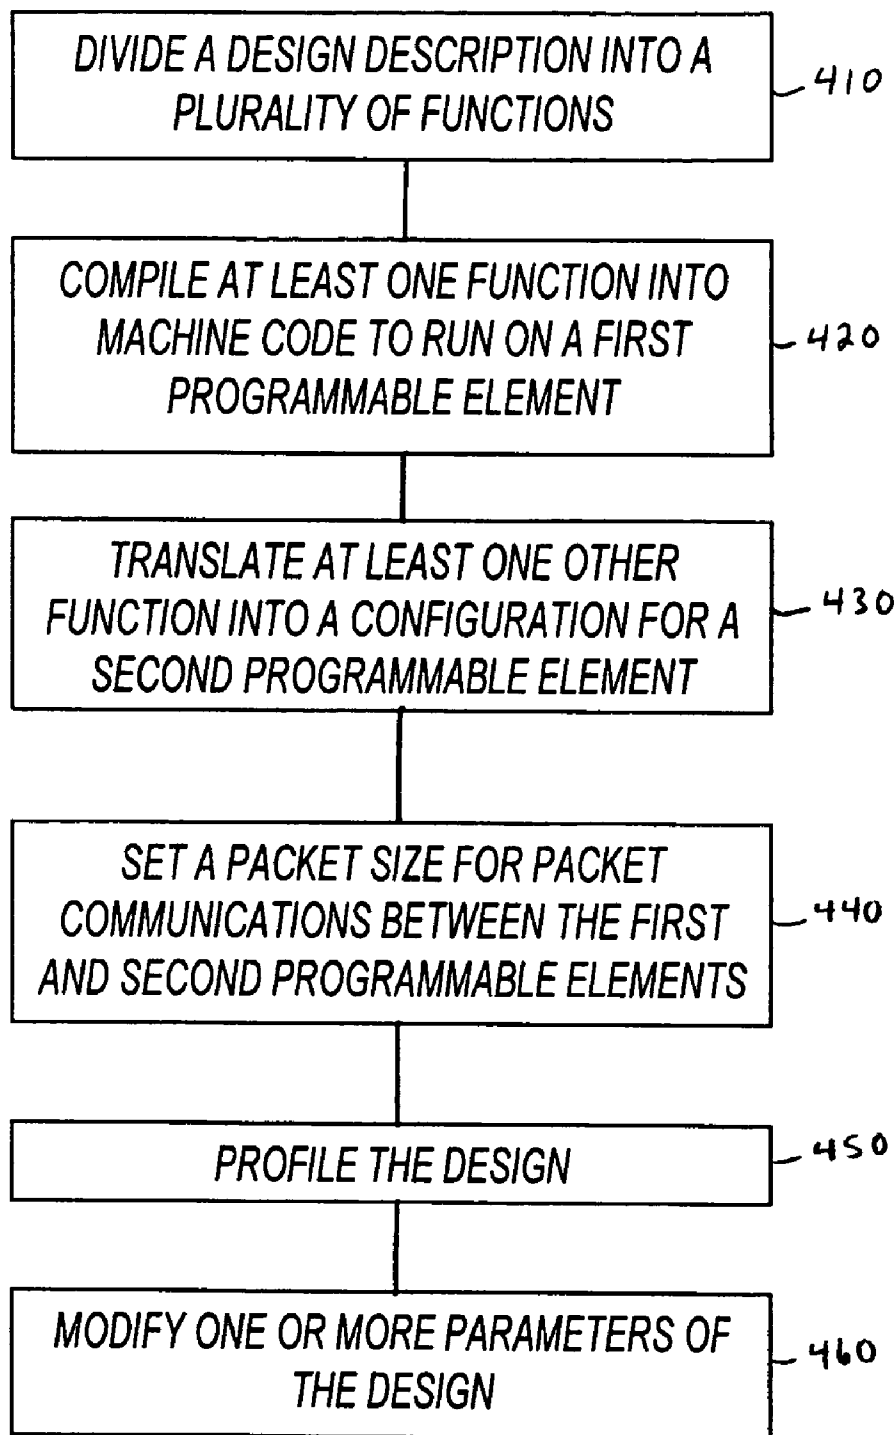 DIVIDE A DESIGN DESCRIPTION INTO A
PLURALITY OF FUNCTIONS
410
COMPILE AT LEAST ONE FUNCTION INTO
MACHINE CODE TO RUN ON A FIRST
PROGRAMMABLE ELEMENT
420
TRANSLATE AT LEAST ONE OTHER
FUNCTION INTO A CONFIGURATION FOR A
SECOND PROGRAMMABLE ELEMENT
430
SET A PACKET SIZE FOR PACKET
COMMUNICATIONS BETWEEN THE FIRST
AND SECOND PROGRAMMABLE ELEMENTS
440
PROFILE THE DESIGN
450
MODIFY ONE OR MORE PARAMETERS OF
THE DESIGN
460